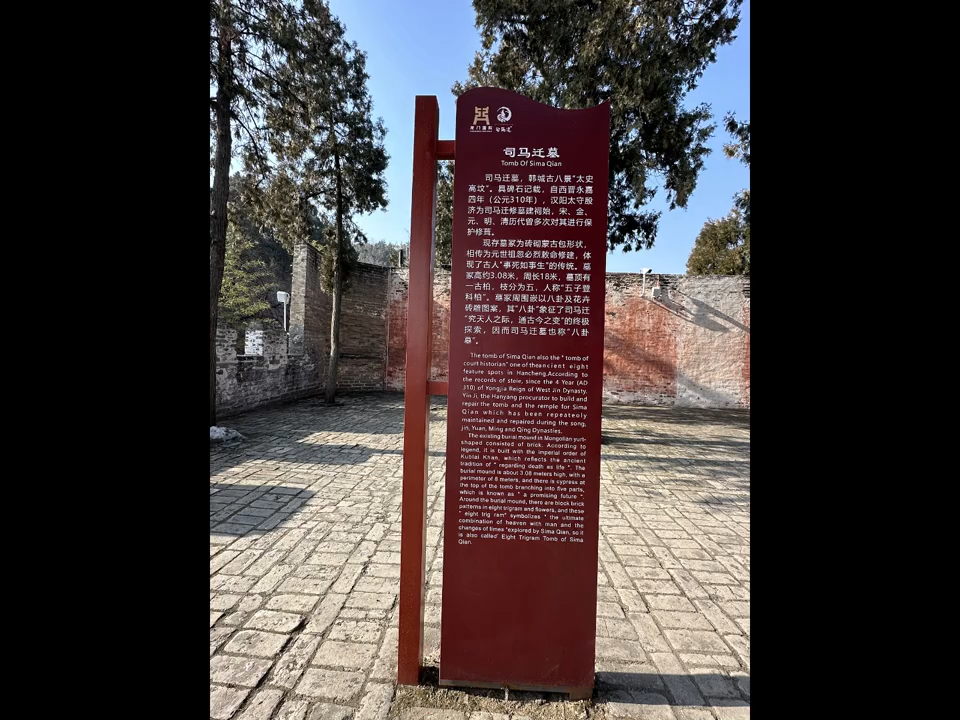 司马迁墓
Tomb Of Sima Qian
司马迁墓，韩城古八景“太史
高坟”。具碑石记载，自西晋永嘉
四年（公元310年），汉阳太守殷
济为司马迁修墓建祠始，宋、金、
元、明、清历代曾多次对其进行保
护修葺。
现存墓冢为砖砌蒙古包形状，
相传为元世祖忽必烈敕命修建，体
现了古人“事死如事生”的传统。墓
冢高约3.08米，周长18米，墓顶有
一古柏，枝分为五，人称“五子登
科柏”。墓冢周围嵌以八卦及花卉
砖雕图案，其“八卦”象征了司马迁
“究天人之际，通古今之变”的终极
探索，因而司马迁墓也称“八卦
墓”。
The tomb of Sima Qian also the “ tomb of
court historian” one of theancient eight
feature spots in Hancheng.According to
the records of stele, since the 4 Year (AD
310) of Yongjia Reign of West Jin Dynasty.
Yin Ji, the Hanyang procurator to build and
repair the tomb and the remple for Sima
Qian which has been repeateoly
maintained and repaired during the song,
jin, Yuan, Ming and Qing Dynasties.
The existing burial mound in Mongolian yurt-
shaped consisted of brick. According to
legend, it is built with the imperial order of
Kublai Khan, which reflects the ancient
tradition of “ regarding death as life ”. The
burial mound is about 3.08 meters high, with a
perimeter of 8 meters, and there is cypress at
the top of the tomb branching into five parts,
which is known as “ a promising future ”.
Around the burial mound, there are block brick
patterns in eight trigram and flowers, and these
“ eight trig ram” symbolizes “ the ultimate
combination of heaven with man and the
changes of times “explored by Sima Qian, so it
is also called' Eight Trigram Tomb of Sima
Qian.